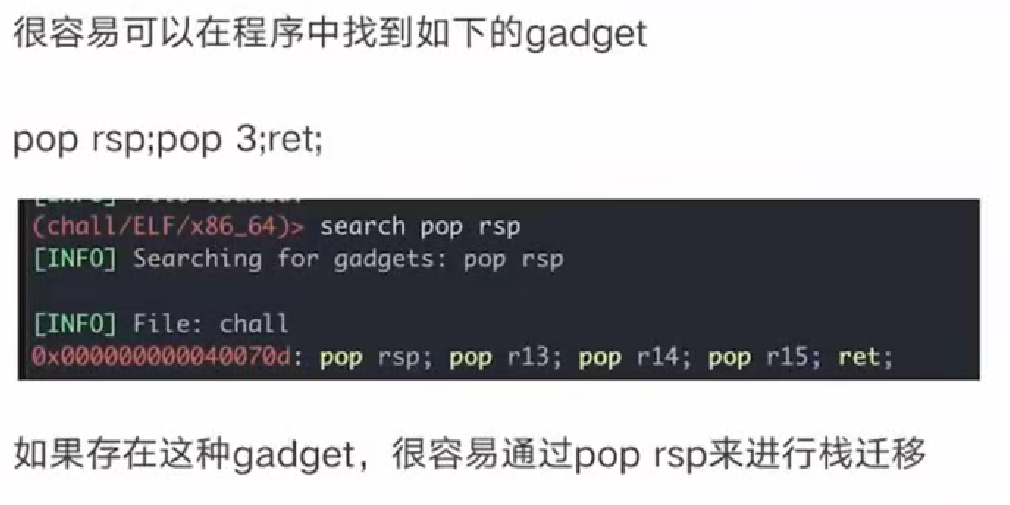 很容易可以在程序中找到如下的gadget
pop rsp;pop 3;ret;
(chall/ELF/x86_64)> search pop rsp
[INFO] Searching for gadgets: pop rsp
[INFO] File: chall
0x000000000040070d: pop rsp; pop r13; pop r14; pop r15; ret;
如果存在这种gadget，很容易通过pop rsp来进行栈迁移